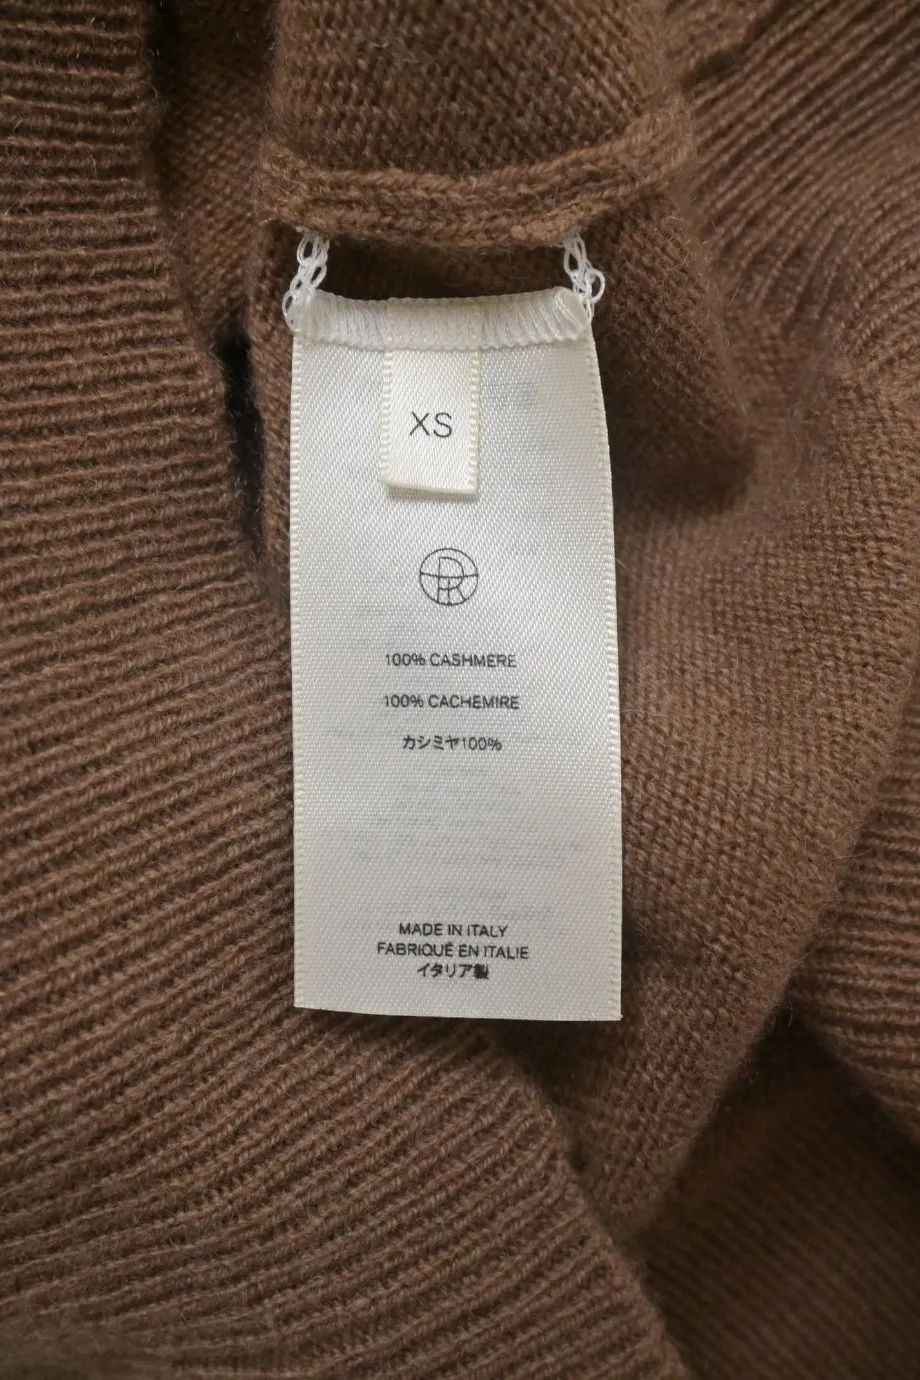 XS
100% CASHMERE
100% CACHEMIRE
カシミヤ100%
MADE IN ITALY
FABRIQUÉ EN ITALIE
イタリア製